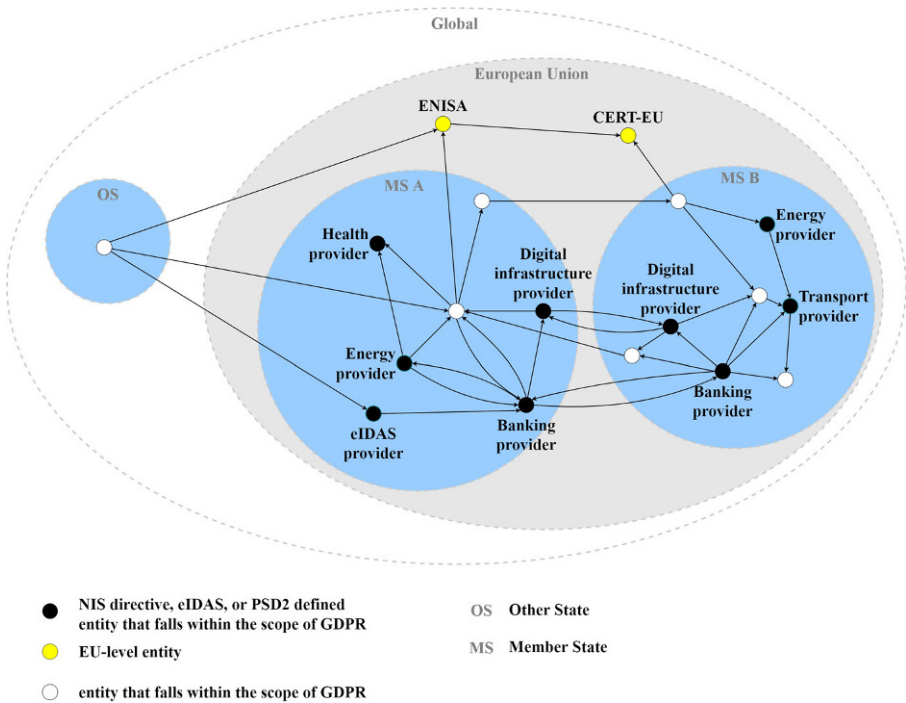 Global
European Union
ENISA
CERT-EU
OS
MS A
MS B
Health
provider
Digital
infrastructure
provider
Energy
provider
Digital
infrastructure
provider
Transport
provider
Energy
provider
Banking
provider
Banking
provider
eIDAS
provider
NIS directive, eIDAS, or PSD2 defined
entity that falls within the scope of GDPR
EU-level entity
entity that falls within the scope of GDPR
OS Other State
MS Member State